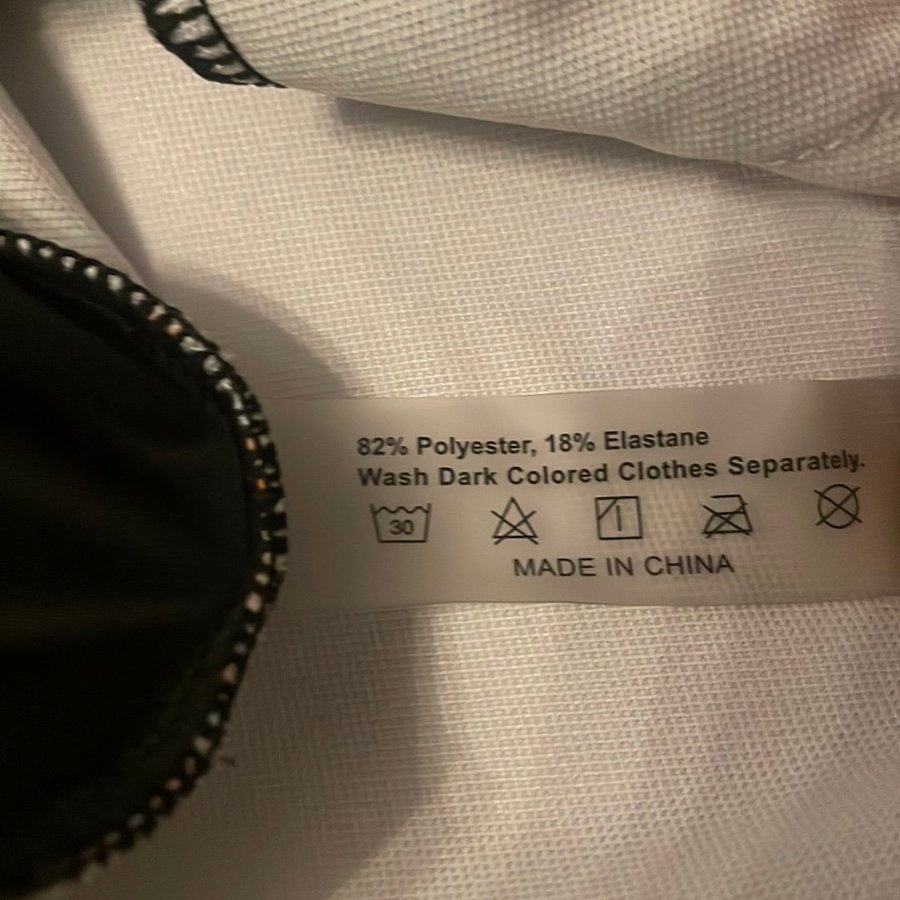 82% Polyester, 18% Elastane
Wash Dark Colored Clothes Separately.
30
MADE IN CHINA